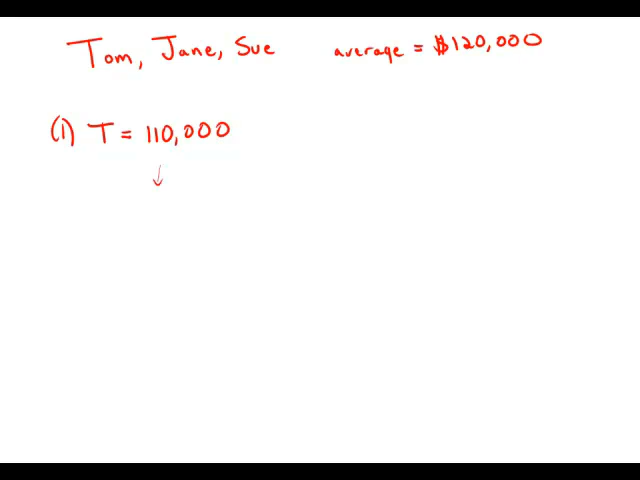 Tom, Jane, Sue average = $120,000
(1) T = 110,000